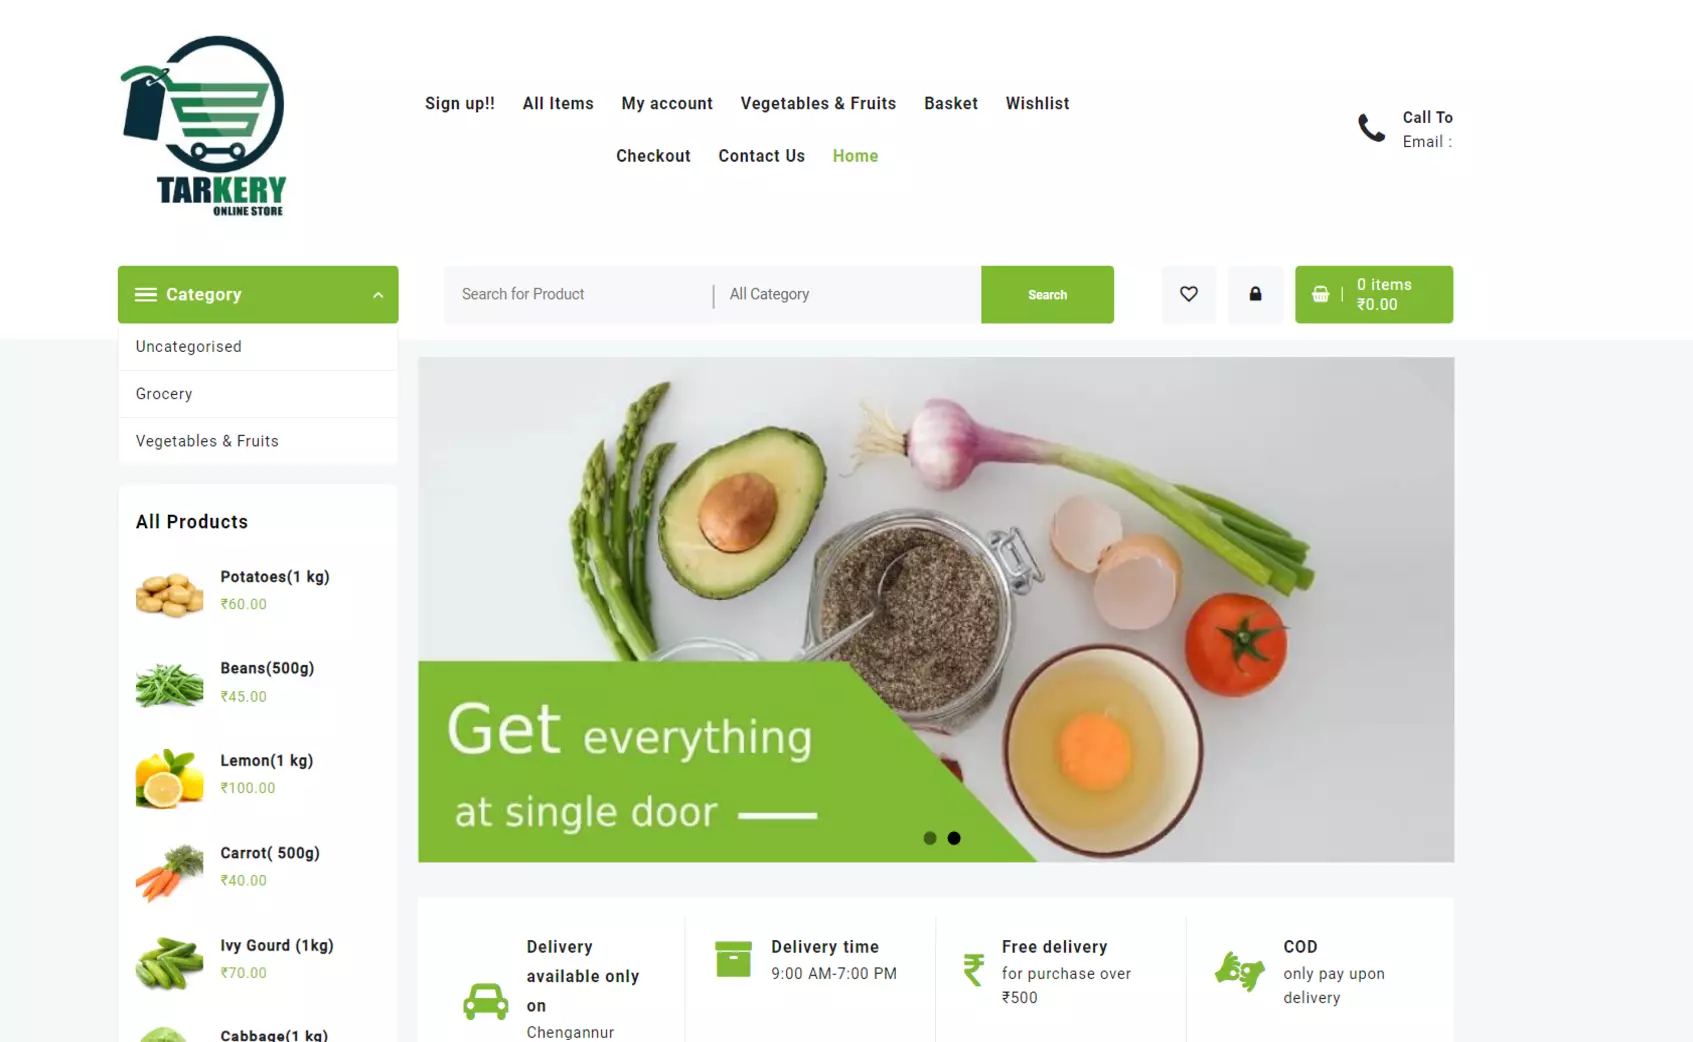 TARKERY
ONLINE STORE
Sign up!! All Items My account Vegetables & Fruits Basket Wishlist
Checkout Contact Us Home
Call To
Email :
Category
Search for Product | All Category
Search
0 items
₹0.00
Uncategorised
Grocery
Vegetables & Fruits
All Products
Potatoes(1 kg)
₹60.00
Beans(500g)
₹45.00
Lemon(1 kg)
₹100.00
Carrot( 500g)
₹40.00
Ivy Gourd (1kg)
₹70.00
Cabbage(1 kg)
Get everything
at single door
Delivery
available only
on
Chengannur
Delivery time
9:00 AM-7:00 PM
Free delivery
for purchase over
₹500
COD
only pay upon
delivery